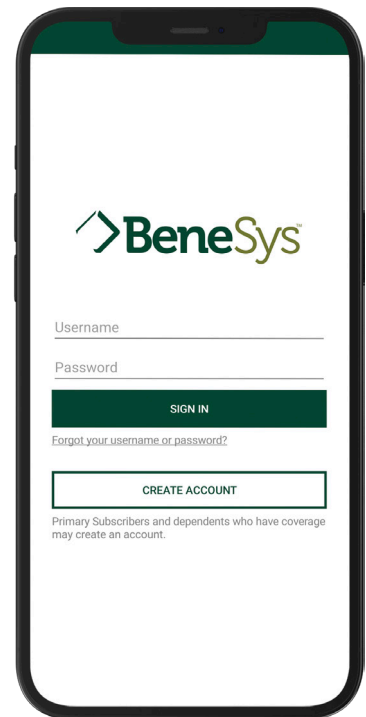 BeneSys™
Username
Password
SIGN IN
Forgot your username or password?
CREATE ACCOUNT
Primary Subscribers and dependents who have coverage
may create an account.